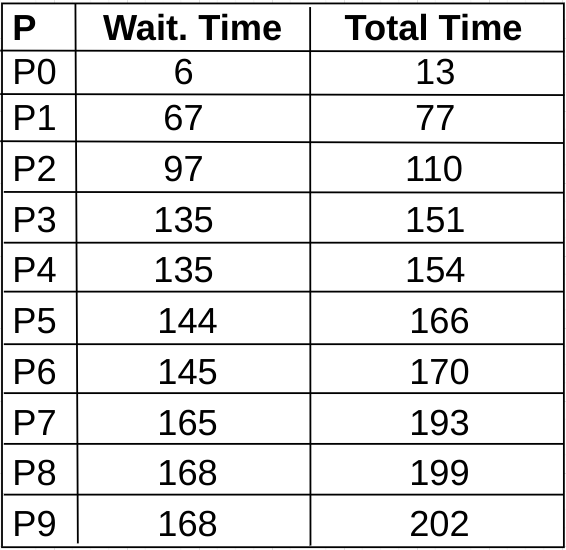 P Wait. Time Total Time
P0 6 13
P1 67 77
P2 97 110
P3 135 151
P4 135 154
P5 144 166
P6 145 170
P7 165 193
P8 168 199
P9 168 202